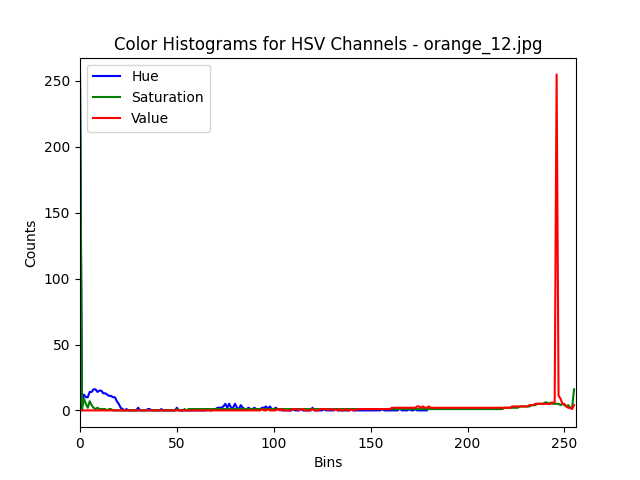 Color Histograms for HSV Channels - orange_12.jpg
Hue
Saturation
Value
Counts
250
200
150
100
50
0
0 50 100 150 200 250
Bins